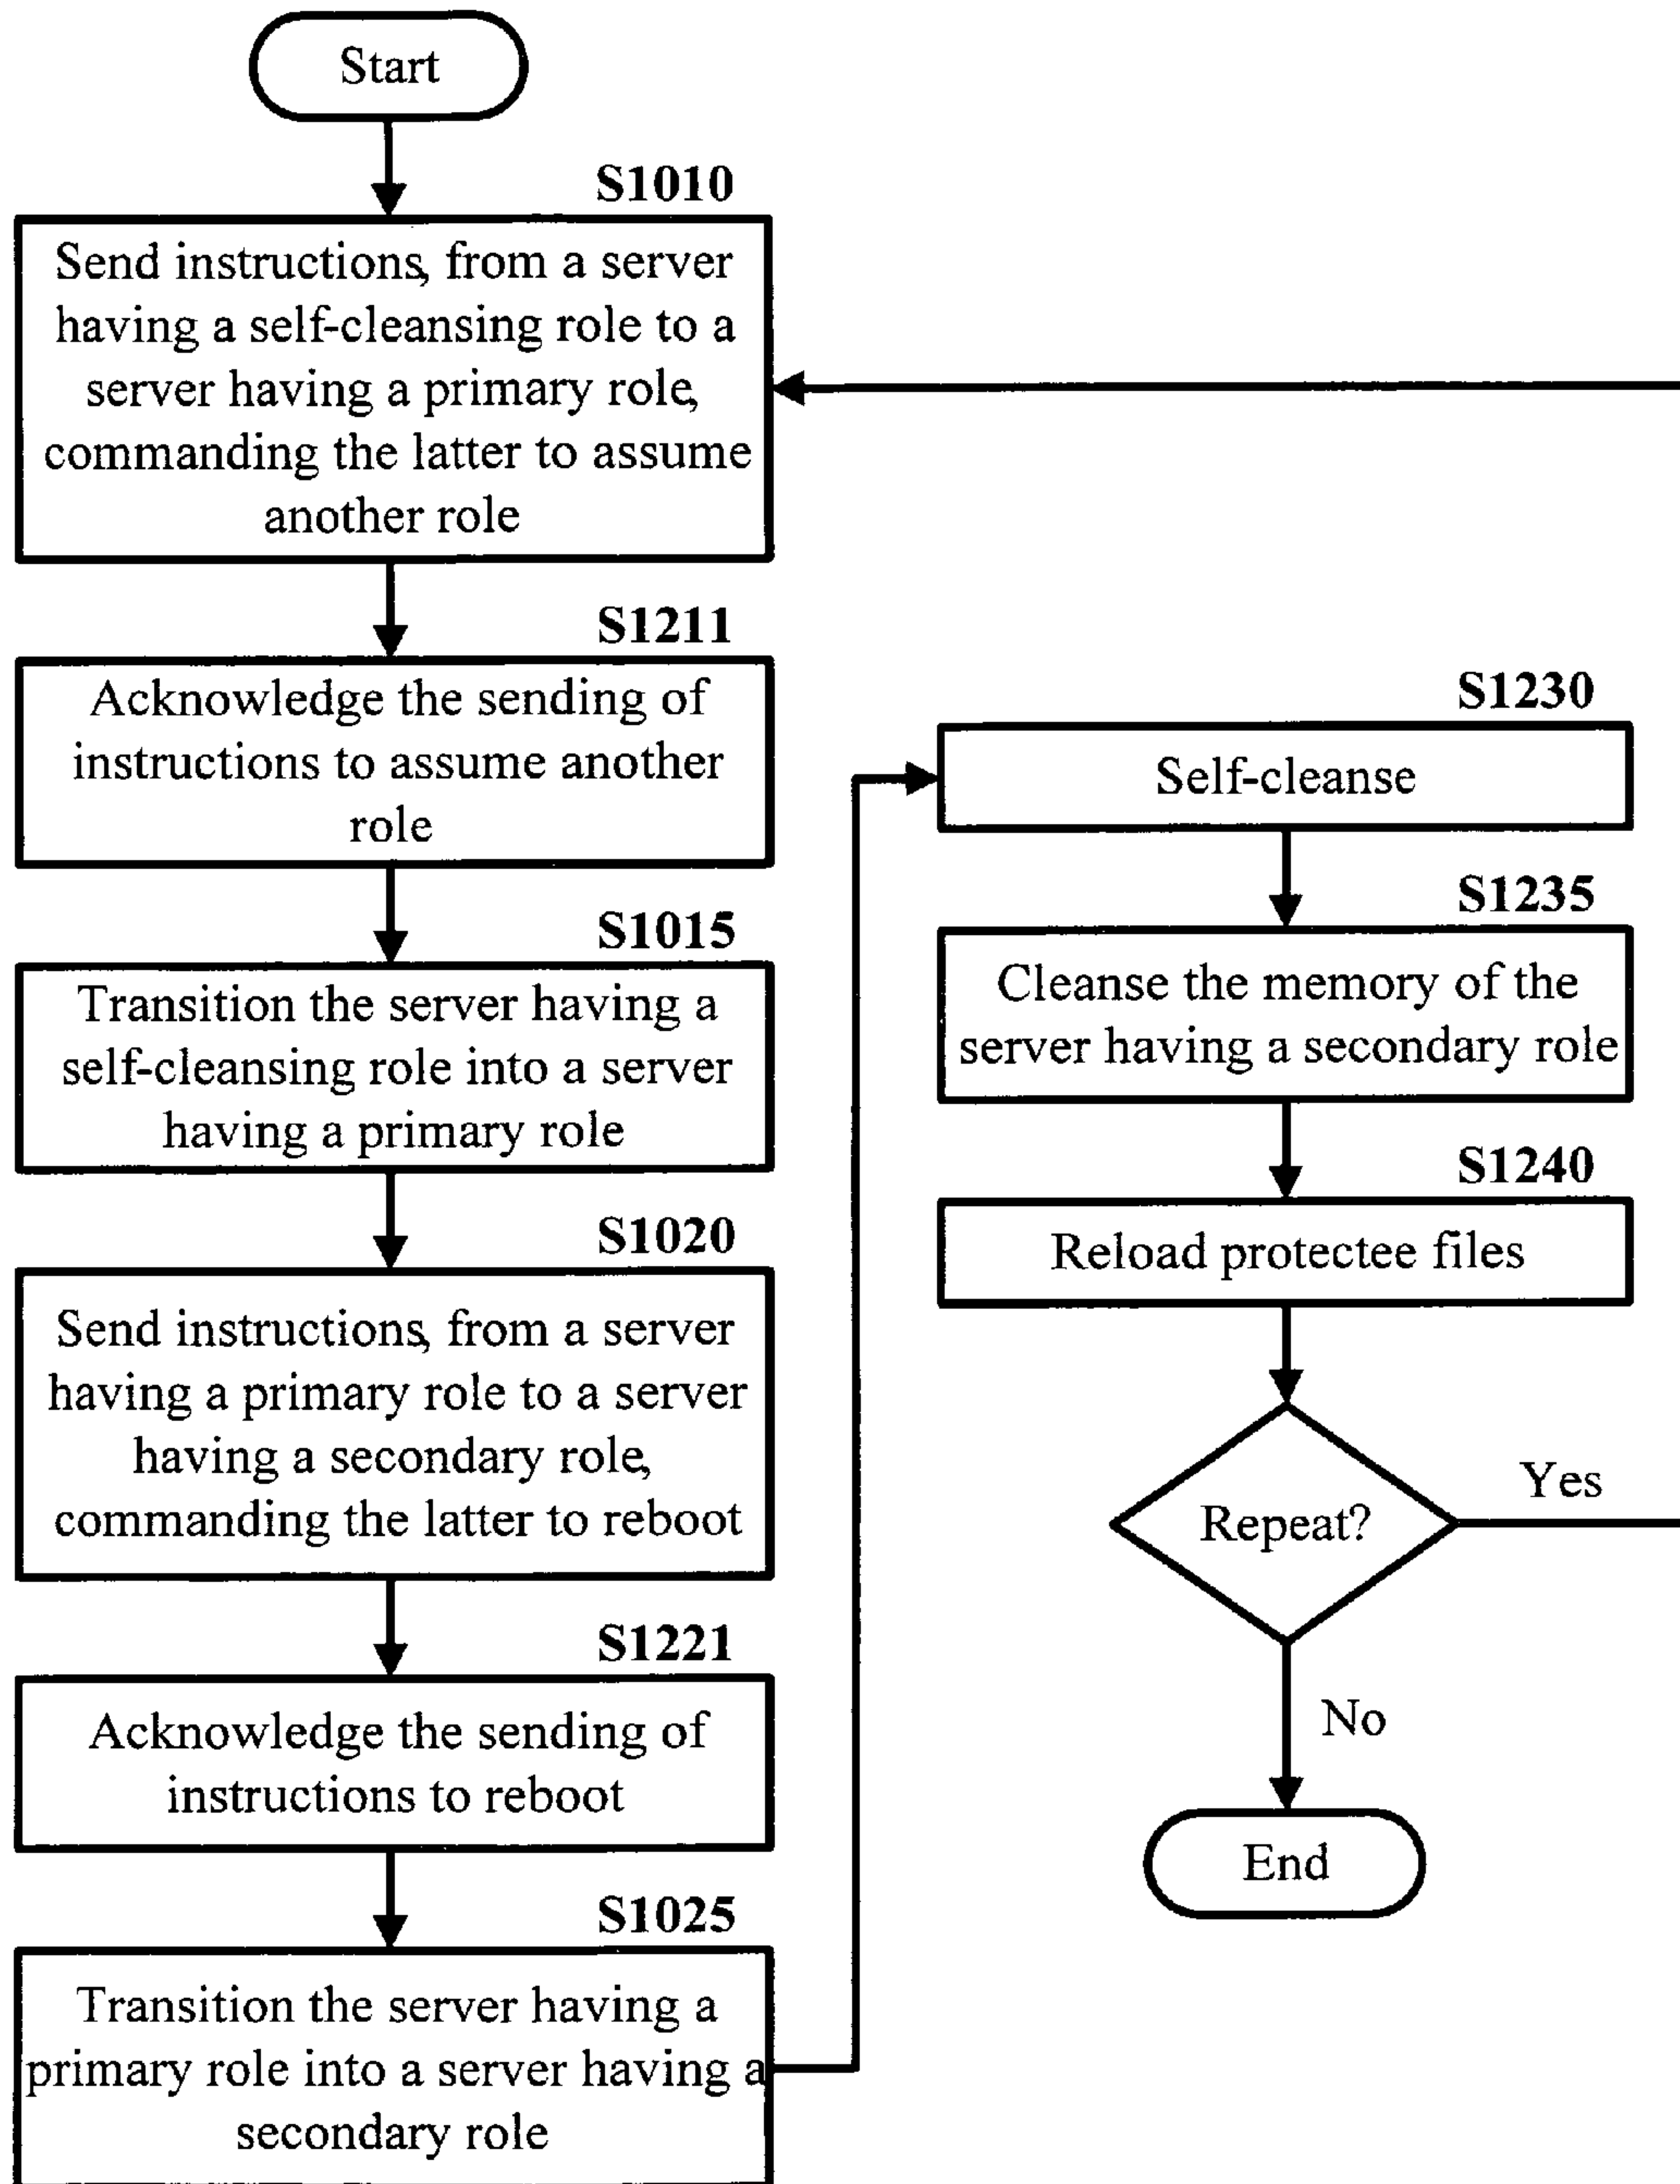 Start
S1010
Send instructions, from a server
having a self-cleansing role to a
server having a primary role,
commanding the latter to assume
another role
S1211
Acknowledge the sending of
instructions to assume another
role
S1015
Transition the server having a
self-cleansing role into a server
having a primary role
S1020
Send instructions, from a server
having a primary role to a server
having a secondary role,
commanding the latter to reboot
S1221
Acknowledge the sending of
instructions to reboot
S1025
Transition the server having a
primary role into a server having a
secondary role
S1230
Self-cleanse
S1235
Cleanse the memory of the
server having a secondary role
S1240
Reload protectee files
Repeat?
Yes
No
End